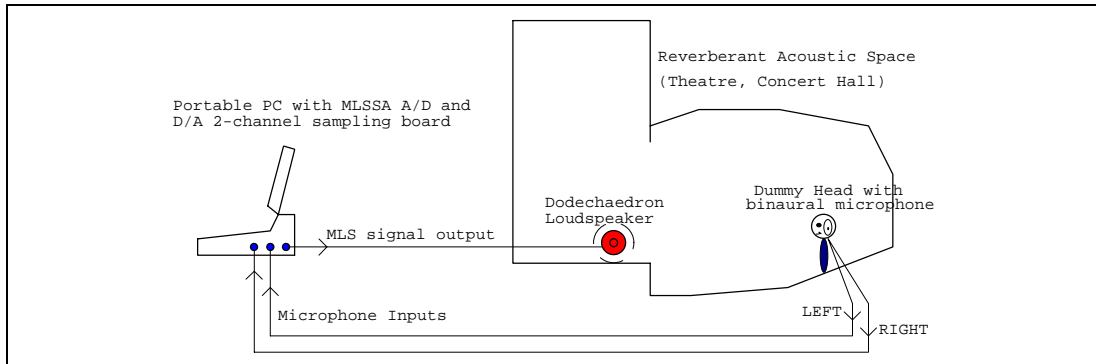 Reverberant Acoustic Space
(Theatre, Concert Hall)
Portable PC with MLSSA A/D and
D/A 2-channel sampling board
Dodechaedron
Loudspeaker
Dummy Head with
binaural microphone
MLS signal output
Microphone Inputs
LEFT
RIGHT